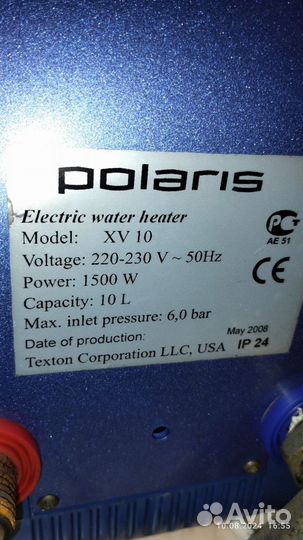 polaris
Electric water heater
Model: XV 10
Voltage: 220-230 V ~ 50Hz
Power: 1500 W
Capacity: 10 L
Max. inlet pressure: 6,0 bar
Date of production: May 2008
Texton Corporation LLC, USA IP 24
АЕ 51
CE
Avito
10.08.2024 16:55